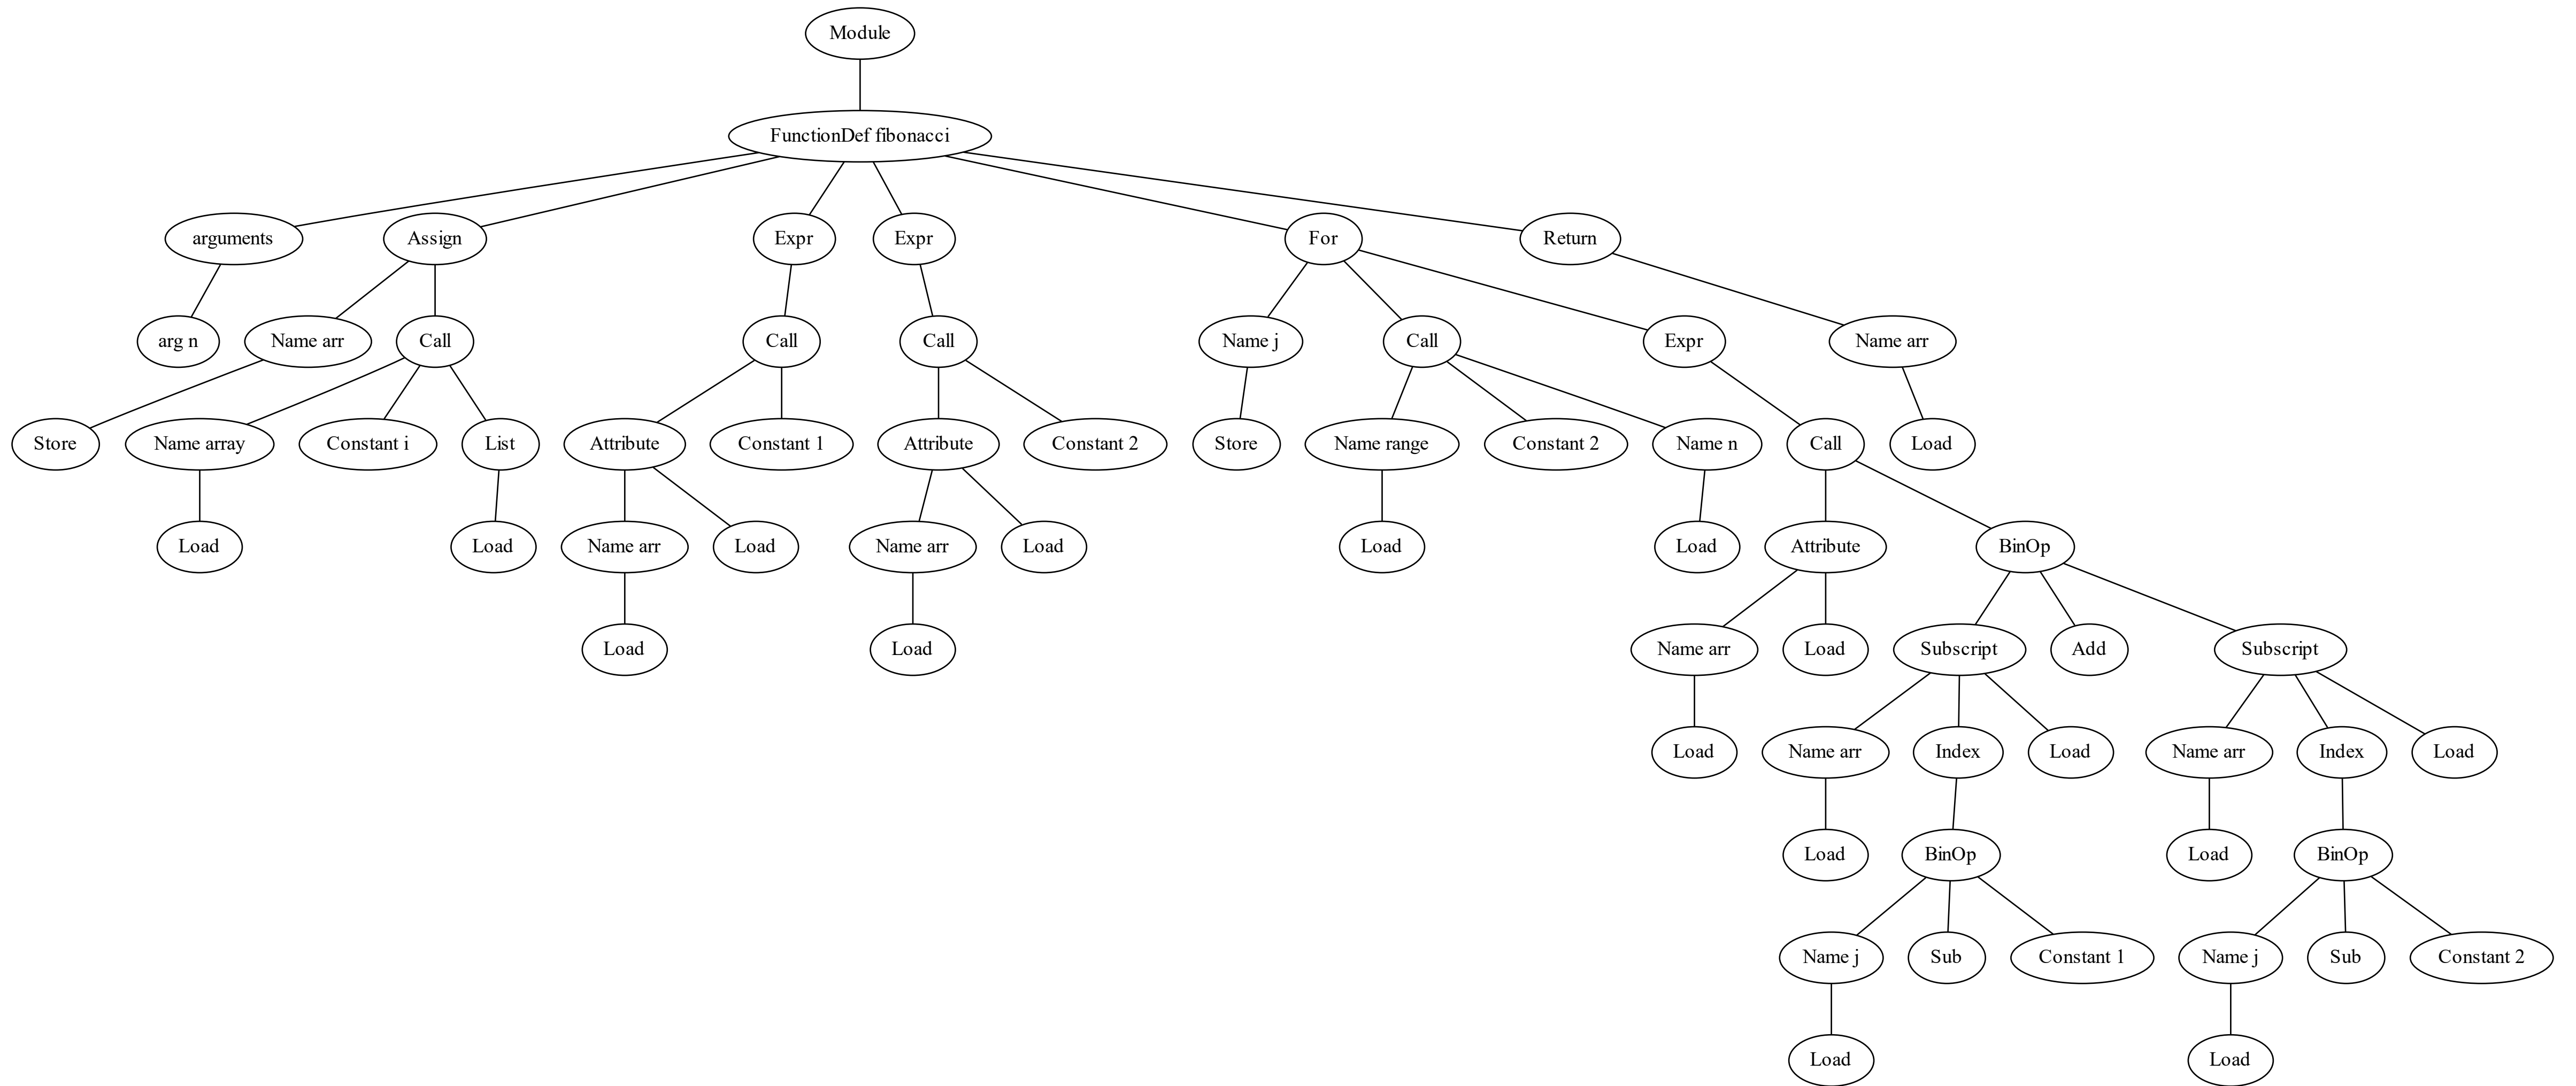 Module
FunctionDef fibonacci
arguments
Assign
Expr
Expr
For
Return
arg n
Name arr
Call
Call
Call
Name j
Call
Expr
Name arr
Store
Name array
Constant i
List
Attribute
Constant 1
Attribute
Constant 2
Store
Name range
Constant 2
Name n
Call
Load
Load
Load
Name arr
Load
Name arr
Load
Load
Load
Attribute
BinOp
Load
Load
Name arr
Load
Subscript
Add
Subscript
Load
Name arr
Index
Load
Name arr
Index
Load
Load
BinOp
Load
BinOp
Name j
Sub
Constant 1
Name j
Sub
Constant 2
Load
Load